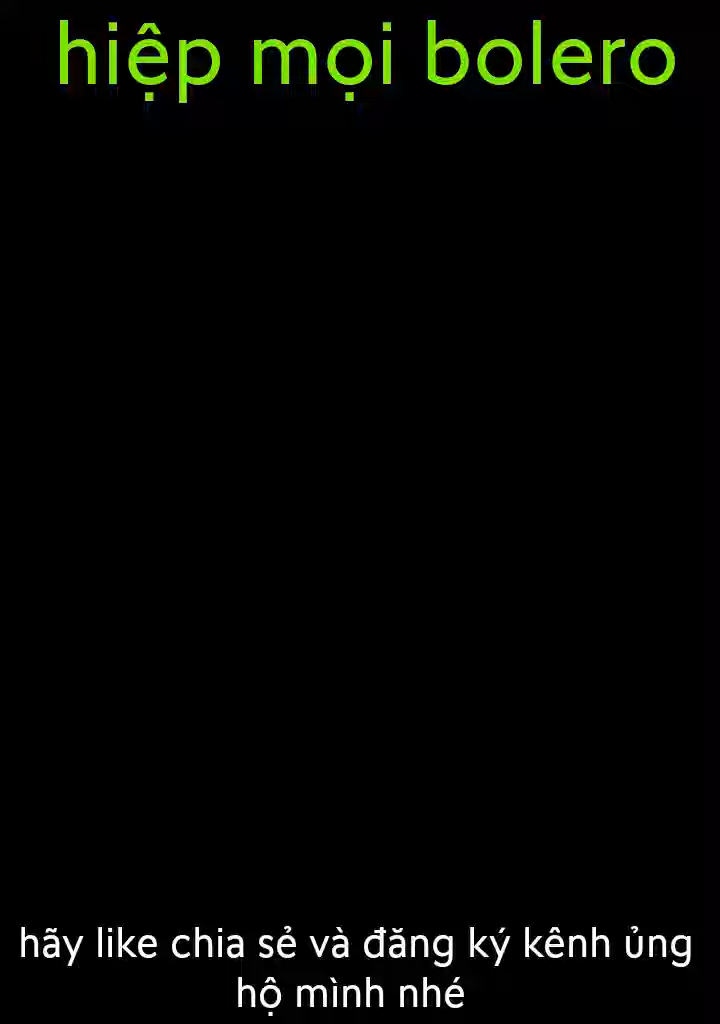 hiệp mọi bolero
hãy like chia sẻ và đăng ký kênh ủng
hộ mình nhé